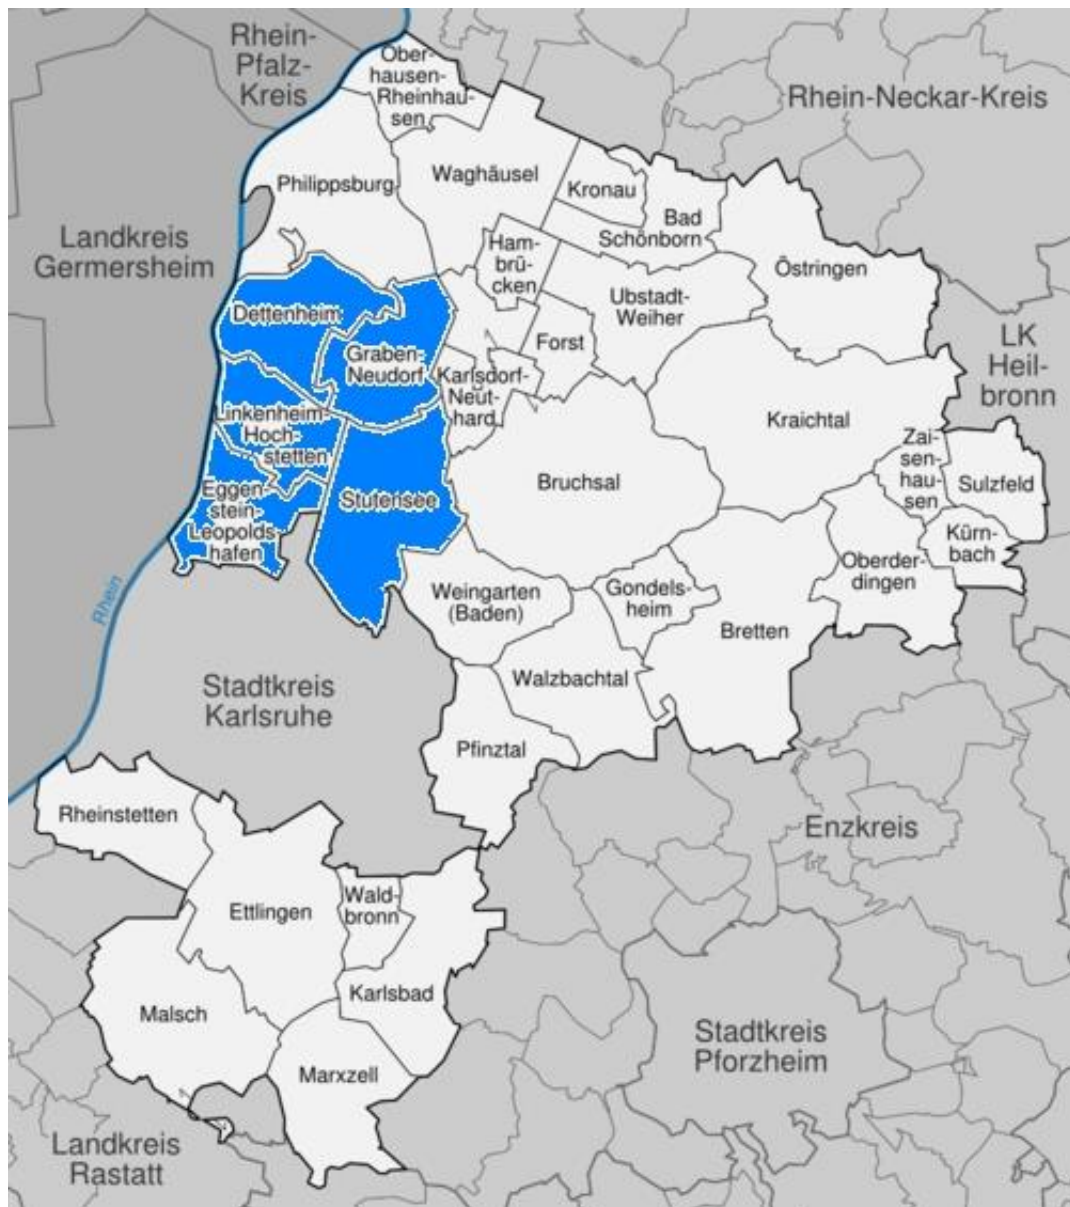 Rhein-
Pfalz-
Kreis
Ober-
hausen-
Rheinhau-
sen
Rhein-Neckar-Kreis
Philippsburg
Waghäusel
Kronau
Bad
Schönborn
Landkreis
Germersheim
Ham-
brü-
cken
Östringen
Ubstadt-
Weiher
Dettenheim
Forst
LK
Heil-
bronn
Graben-
Neudorf
Karlsdorf-
Neut-
hard
Linkenheim-
Hoch-
stetten
Kraichtal
Zai-
sen-
hau-
sen
Sulzfeld
Bruchsal
Eggen-
stein-
Leopolds-
hafen
Stutensee
Kürn-
bach
Oberder-
dingen
Weingarten
(Baden)
Gondels-
heim
Bretten
Rhein
Stadtkreis
Karlsruhe
Walzbachtal
Pfinztal
Rheinstetten
Enzkreis
Ettlingen
Wald-
bronn
Karlsbad
Malsch
Stadtkreis
Pforzheim
Marxzell
Landkreis
Rastatt